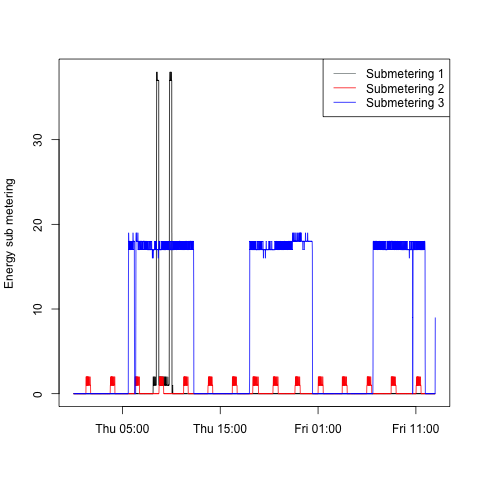 Submetering 1
Submetering 2
Submetering 3
Energy sub metering
30
20
10
0
Thu 05:00
Thu 15:00
Fri 01:00
Fri 11:00